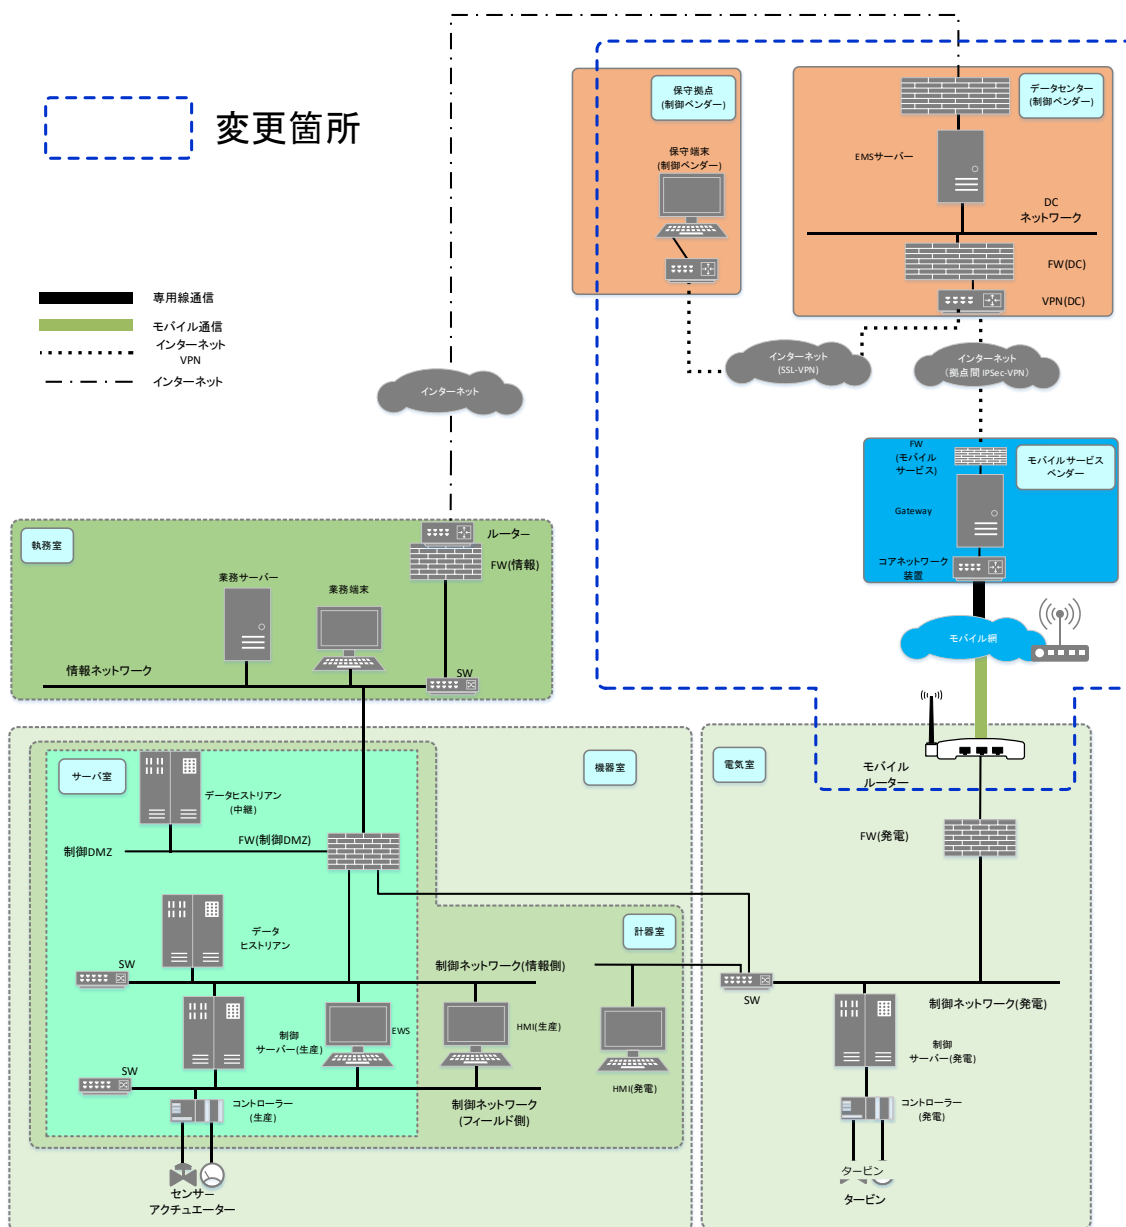 変更箇所
専用線通信
モバイル通信
インターネット
VPN
インターネット
保守拠点
(制御ベンダー)
保守端末
(制御ベンダー)
データセンター
(制御ベンダー)
EMSサーバー
DC
ネットワーク
FW(DC)
VPN(DC)
インターネット
(SSL-VPN)
インターネット
（拠点間 IPSec-VPN）
インターネット
FW
(モバイル
サービス)
モバイルサービス
ベンダー
Gateway
コアネットワーク
装置
モバイル網
執務室
ルーター
FW(情報)
業務サーバー
業務端末
情報ネットワーク
SW
サーバ室
機器室
電気室
データヒストリアン
(中継)
FW(制御DMZ)
制御DMZ
モバイル
ルーター
FW(発電)
データ
ヒストリアン
計器室
SW
制御ネットワーク(情報側)
SW
制御ネットワーク(発電)
制御
サーバー(生産)
EWS
HMI(生産)
HMI(発電)
制御
サーバー(発電)
SW
コントローラー
(生産)
制御ネットワーク
(フィールド側)
コントローラー
(発電)
センサー
アクチュエーター
タービン
タービン